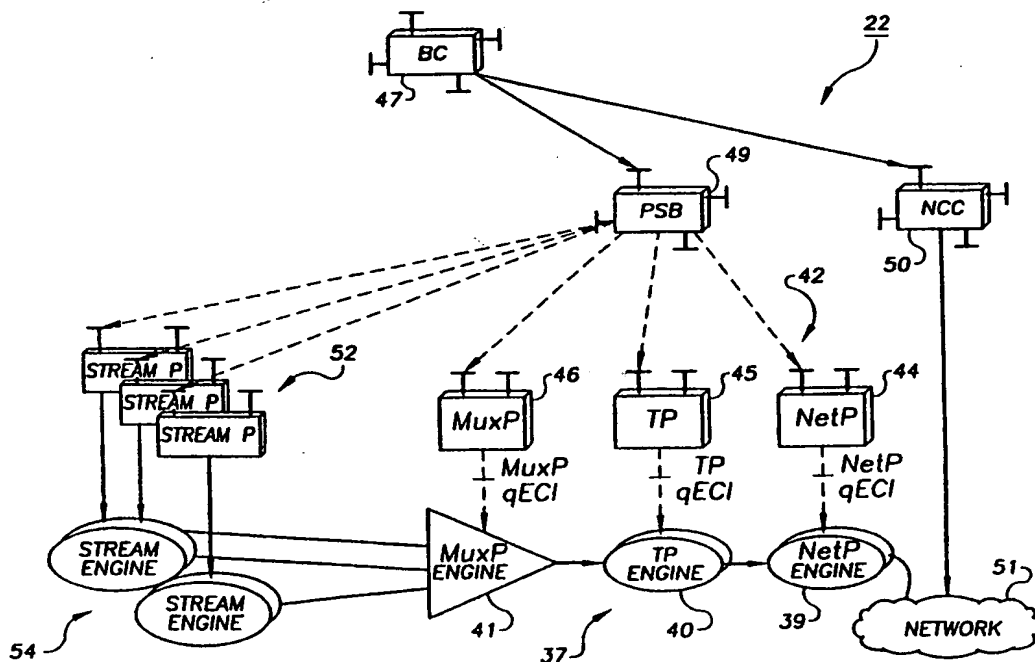 BC
47
22
PSB
49
NCC
50
42
STREAM P
STREAM P
STREAM P
52
MuxP
46
TP
45
NetP
44
MuxP
qECI
TP
qECI
NetP
qECI
STREAM
ENGINE
STREAM
ENGINE
54
MuxP
ENGINE
41
TP
ENGINE
40
37
NetP
ENGINE
39
NETWORK
51